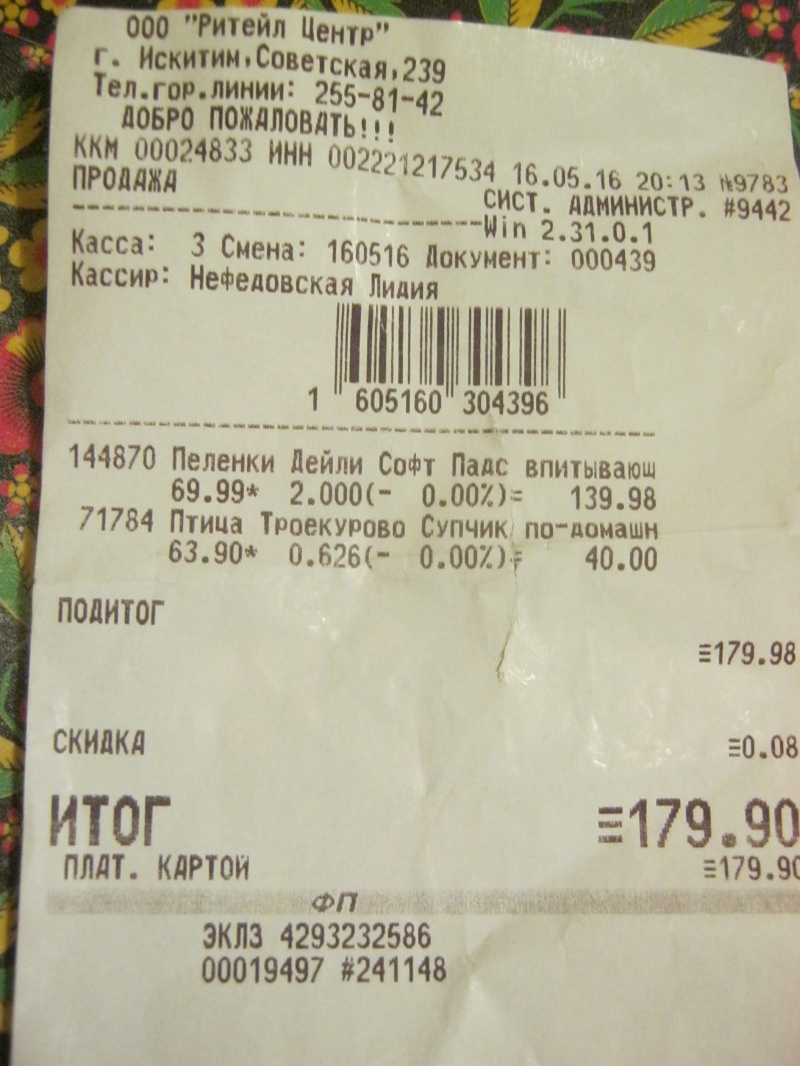 ООО "Ритейл Центр"
г. Искитим,Советская,239
Тел.гор.линии: 255-81-42
ДОБРО ПОЖАЛОВАТЬ!!!
ККМ 00024833 ИНН 002221217534 16.05.16 20:13 №9783
ПРОДАЖА СИСТ. АДМИНИСТР. #9442
Win 2.31.0.1
Касса: 3 Смена: 160516 Документ: 000439
Кассир: Нефедовская Лидия
1 605160 304396
144870 Пеленки Дейли Софт Падс впитывающ
69.99* 2.000(- 0.00%)= 139.98
71784 Птица Троекурово Супчик по-домашн
63.90* 0.626(- 0.00%)= 40.00
ПОДИТОГ
≡179.98
СКИДКА ≡0.08
ИТОГ ≡179.90
ПЛАТ. КАРТОЙ ≡179.90
ФП
ЭКЛЗ 4293232586
00019497 #241148